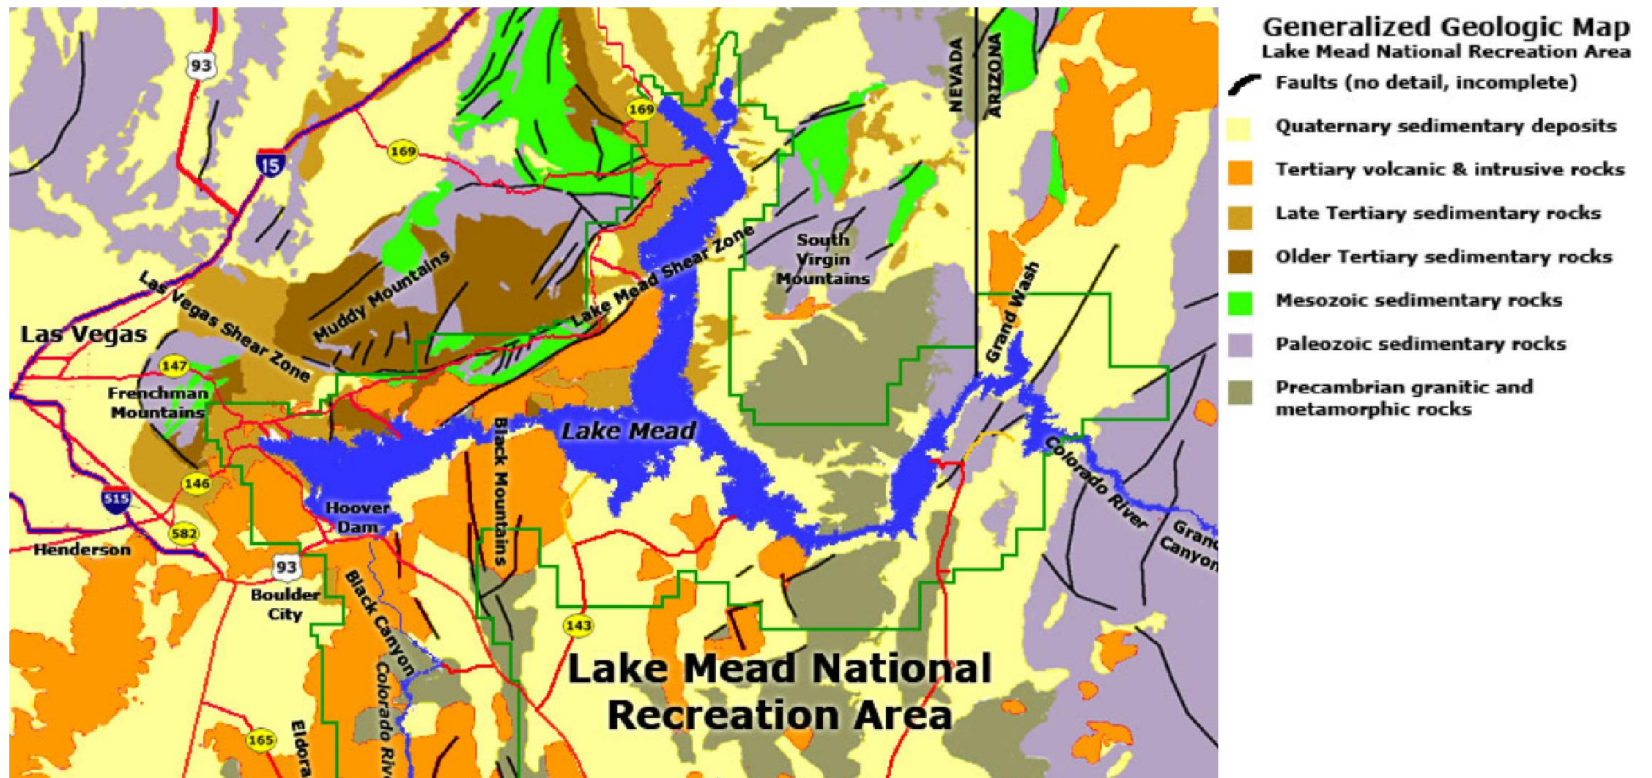 Generalized Geologic Map
Lake Mead National Recreation Area
Faults (no detail, incomplete)
Quaternary sedimentary deposits
Tertiary volcanic & intrusive rocks
Late Tertiary sedimentary rocks
Older Tertiary sedimentary rocks
Mesozoic sedimentary rocks
Paleozoic sedimentary rocks
Precambrian granitic and
metamorphic rocks
93
15
169
169
NEVADA
ARIZONA
Las Vegas Shear Zone
Muddy Mountains
Lake Mead Shear Zone
South
Virgin
Mountains
Grand Wash
Las Vegas
147
Frenchman
Mountains
Lake Mead
Black Mountains
146
515
582
Henderson
Hoover
Dam
93
Boulder
City
Black Canyon
Colorado River
Grand
Canyon
143
Lake Mead National
Recreation Area
165
Eldora
Colorado Rive